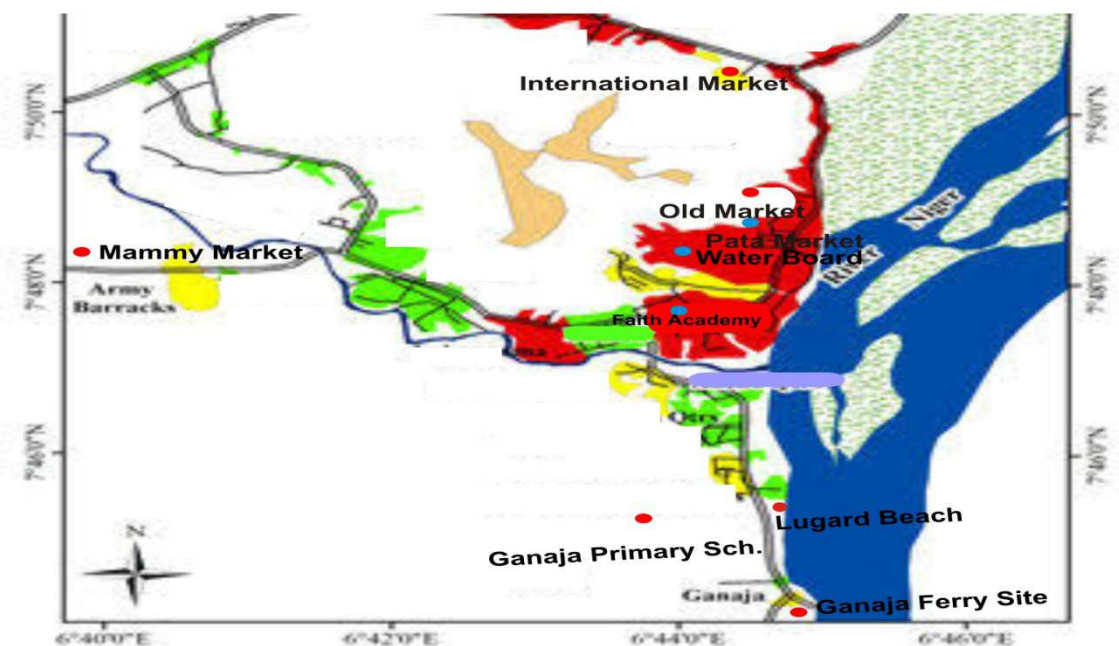 International Market
7°50'0"N
7°50'0"N
Old Market
Niger
Pata Market
River
Mammy Market
Water Board
7°48'0"N
7°48'0"N
Army
Barracks
Faith Academy
Qtrs
7°46'0"N
7°46'0"N
Lugard Beach
N
Ganaja Primary Sch.
Ganaja
Ganaja Ferry Site
6°40'0"E
6°42'0"E
6°44'0"E
6°46'0"E